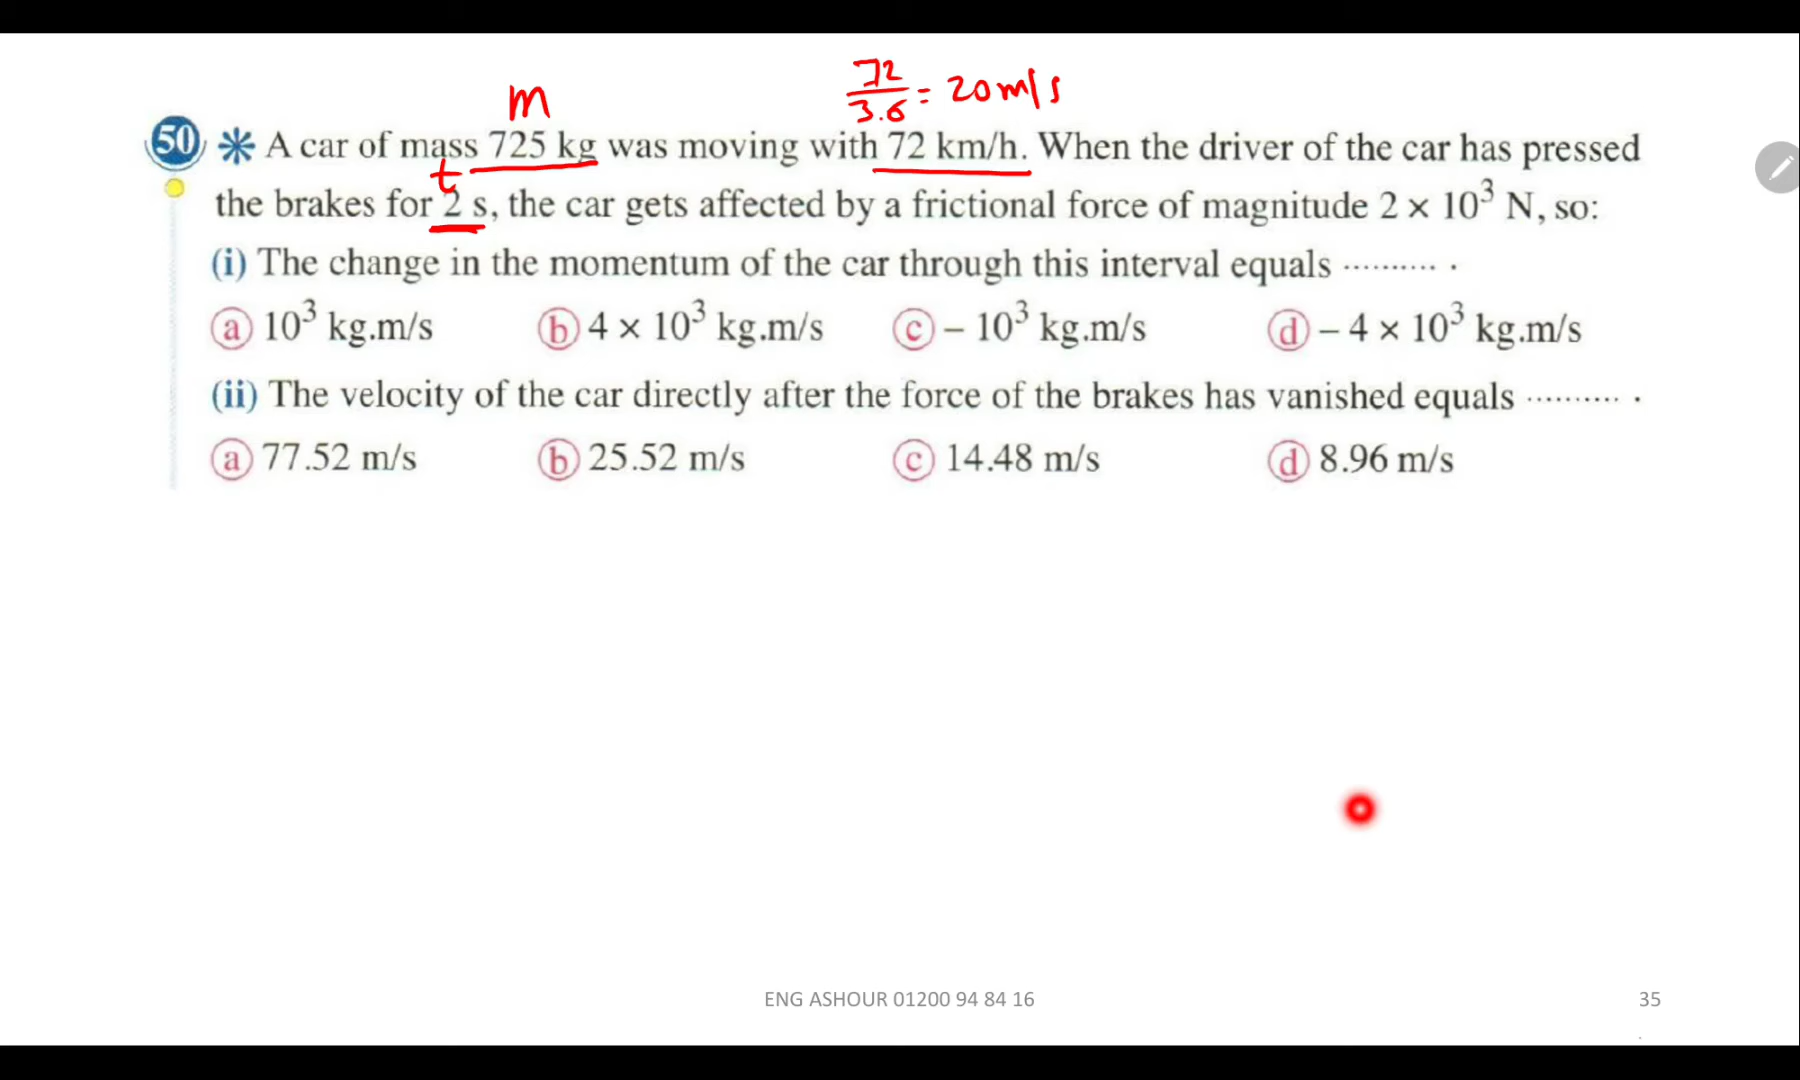 m
72/3.6 = 20 m/s
50 * A car of mass 725 kg was moving with 72 km/h. When the driver of the car has pressed
t
the brakes for 2 s, the car gets affected by a frictional force of magnitude 2 × 10³ N, so:
(i) The change in the momentum of the car through this interval equals .......... .
a 10³ kg.m/s b 4 × 10³ kg.m/s c – 10³ kg.m/s d – 4 × 10³ kg.m/s
(ii) The velocity of the car directly after the force of the brakes has vanished equals .......... .
a 77.52 m/s b 25.52 m/s c 14.48 m/s d 8.96 m/s
ENG ASHOUR 01200 94 84 16
35